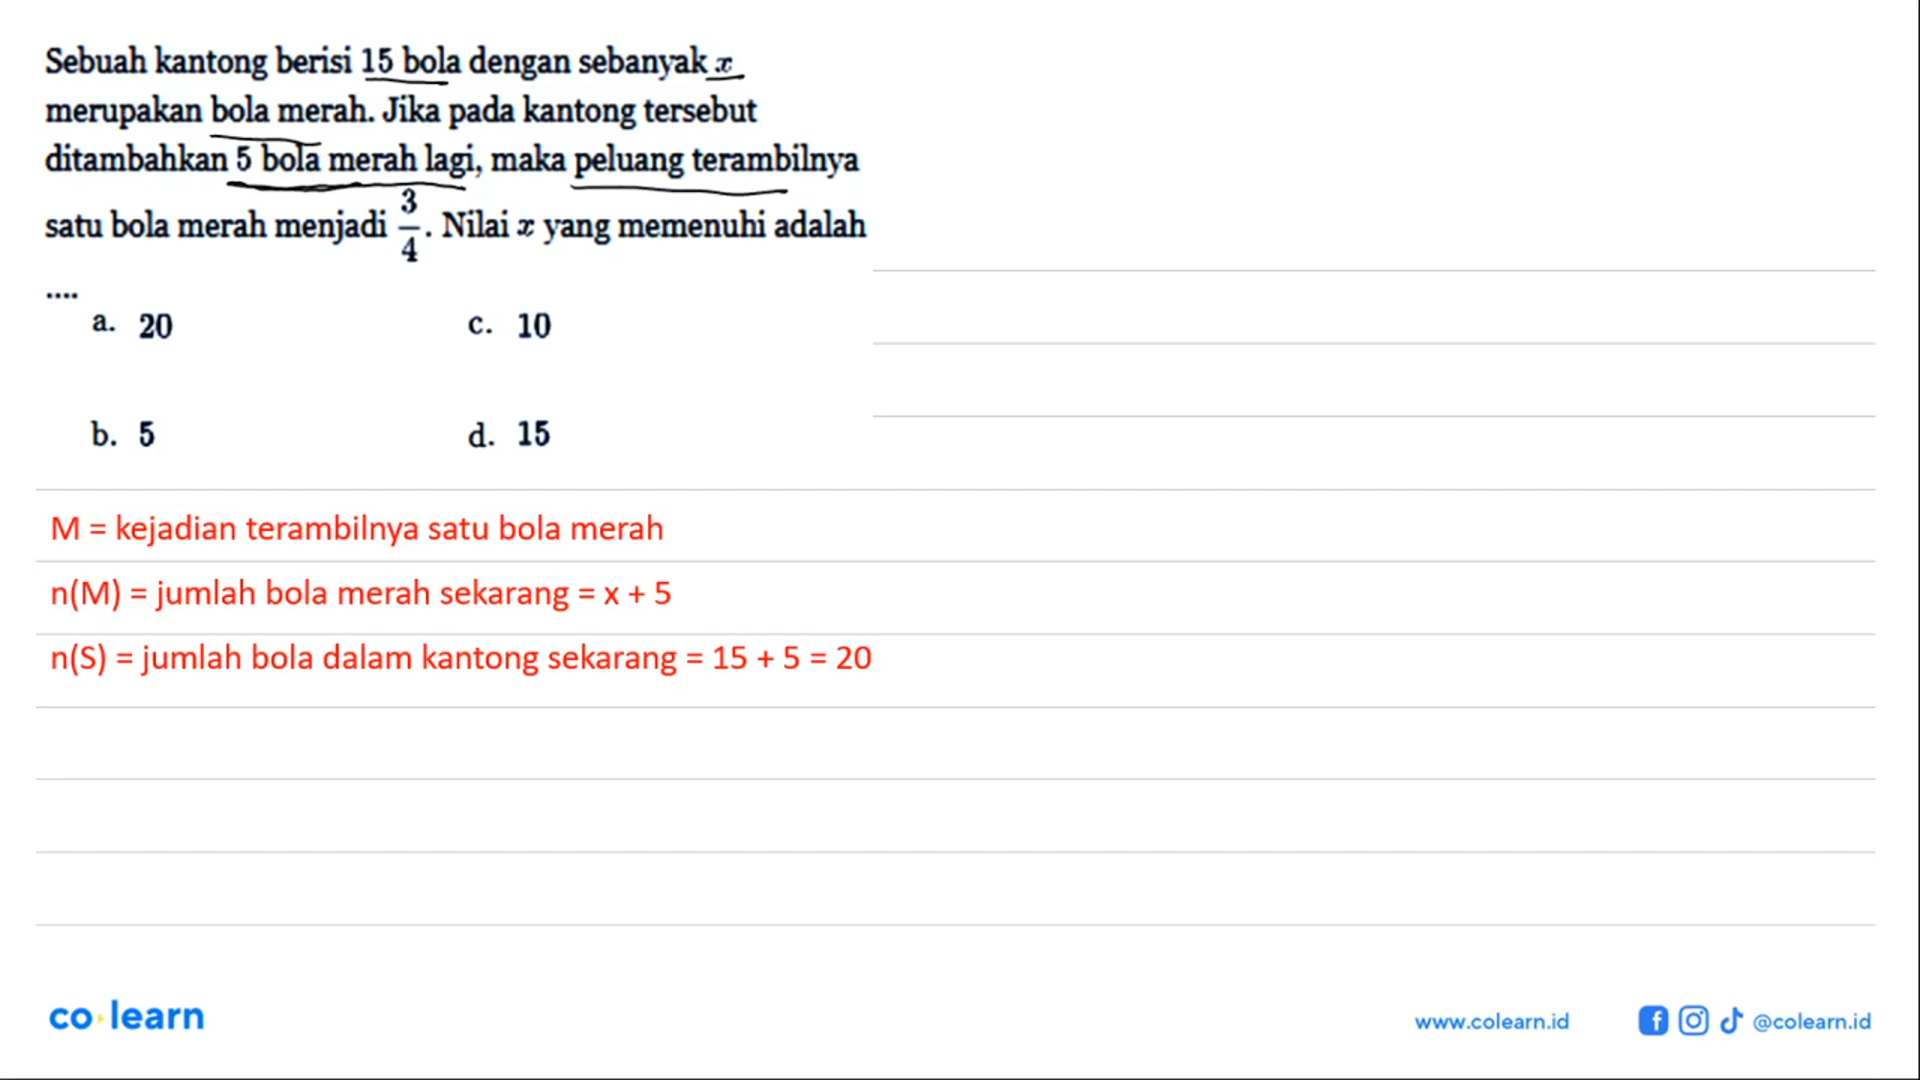 Sebuah kantong berisi 15 bola dengan sebanyak x
merupakan bola merah. Jika pada kantong tersebut
ditambahkan 5 bola merah lagi, maka peluang terambilnya
satu bola merah menjadi 3/4. Nilai x yang memenuhi adalah
....
a. 20
c. 10
b. 5
d. 15
M = kejadian terambilnya satu bola merah
n(M) = jumlah bola merah sekarang = x + 5
n(S) = jumlah bola dalam kantong sekarang = 15 + 5 = 20
co learn
www.colearn.id
@colearn.id